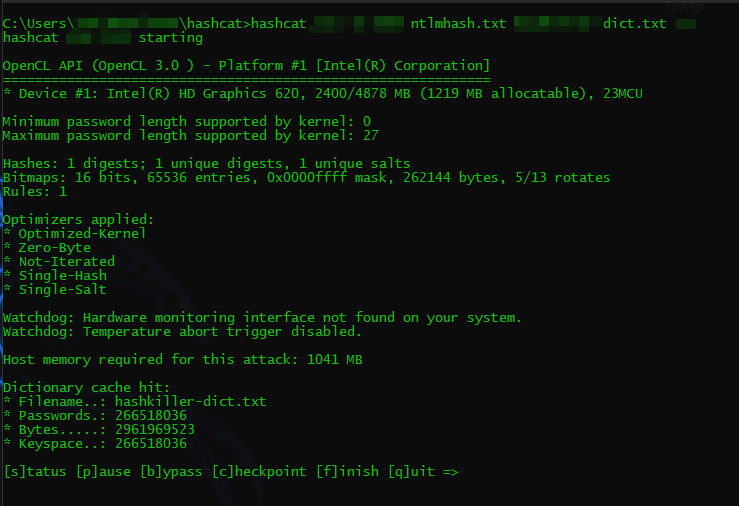 SysMgr
C:\Users\ \hashcat>hashcat ntlmhash.txt dict.txt
hashcat starting
OpenCL API (OpenCL 3.0 ) - Platform #1 [Intel(R) Corporation]
=============================================================
* Device #1: Intel(R) HD Graphics 620, 2400/4878 MB (1219 MB allocatable), 23MCU
Minimum password length supported by kernel: 0
Maximum password length supported by kernel: 27
Hashes: 1 digests; 1 unique digests, 1 unique salts
Bitmaps: 16 bits, 65536 entries, 0x0000ffff mask, 262144 bytes, 5/13 rotates
Rules: 1
Optimizers applied:
* Optimized-Kernel
* Zero-Byte
* Not-Iterated
* Single-Hash
* Single-Salt
Watchdog: Hardware monitoring interface not found on your system.
Watchdog: Temperature abort trigger disabled.
Host memory required for this attack: 1041 MB
Dictionary cache hit:
* Filename..: hashkiller-dict.txt
* Passwords.: 266518036
* Bytes.....: 2961969523
* Keyspace..: 266518036
[s]tatus [p]ause [b]ypass [c]heckpoint [f]inish [q]uit =>